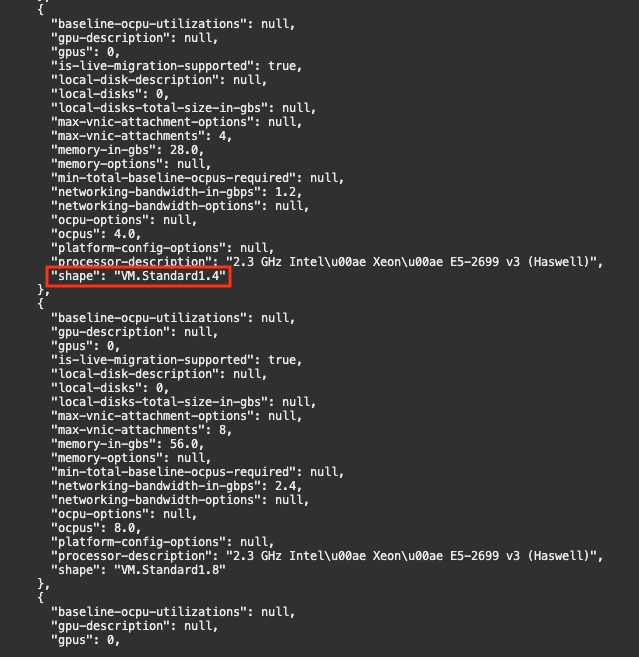 {
"baseline-ocpu-utilizations": null,
"gpu-description": null,
"gpus": 0,
"is-live-migration-supported": true,
"local-disk-description": null,
"local-disks": 0,
"local-disks-total-size-in-gbs": null,
"max-vnic-attachment-options": null,
"max-vnic-attachments": 4,
"memory-in-gbs": 28.0,
"memory-options": null,
"min-total-baseline-ocpus-required": null,
"networking-bandwidth-in-gbps": 1.2,
"networking-bandwidth-options": null,
"ocpu-options": null,
"ocpus": 4.0,
"platform-config-options": null,
"processor-description": "2.3 GHz Intel\u00ae Xeon\u00ae E5-2699 v3 (Haswell)",
"shape": "VM.Standard1.4"
},
{
"baseline-ocpu-utilizations": null,
"gpu-description": null,
"gpus": 0,
"is-live-migration-supported": true,
"local-disk-description": null,
"local-disks": 0,
"local-disks-total-size-in-gbs": null,
"max-vnic-attachment-options": null,
"max-vnic-attachments": 8,
"memory-in-gbs": 56.0,
"memory-options": null,
"min-total-baseline-ocpus-required": null,
"networking-bandwidth-in-gbps": 2.4,
"networking-bandwidth-options": null,
"ocpu-options": null,
"ocpus": 8.0,
"platform-config-options": null,
"processor-description": "2.3 GHz Intel\u00ae Xeon\u00ae E5-2699 v3 (Haswell)",
"shape": "VM.Standard1.8"
},
{
"baseline-ocpu-utilizations": null,
"gpu-description": null,
"gpus": 0,